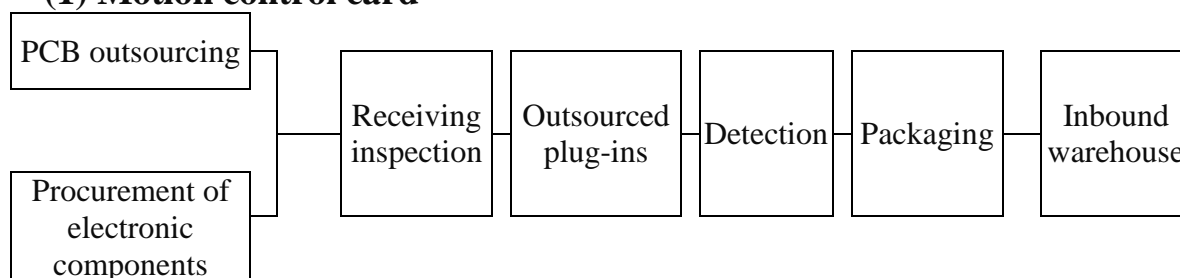 (1) Motion control card
PCB outsourcing
Procurement of
electronic
components
Receiving
inspection
Outsourced
plug-ins
Detection
Packaging
Inbound
warehouse